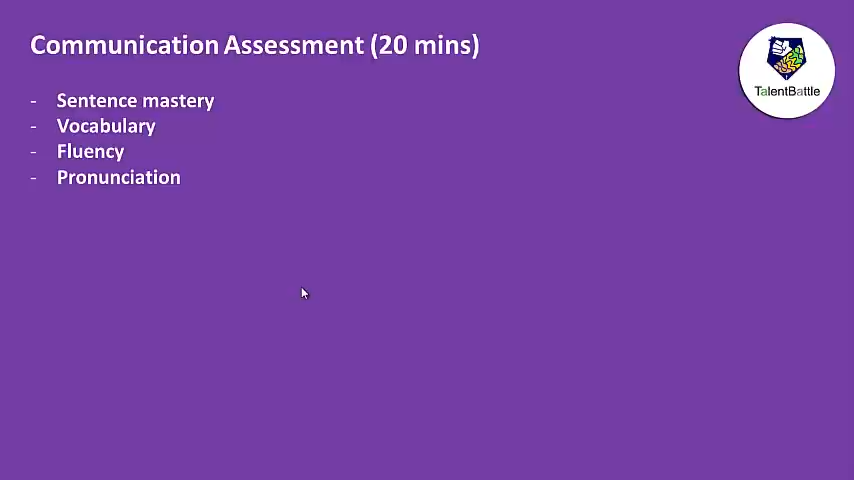 Communication Assessment (20 mins)
- Sentence mastery
- Vocabulary
- Fluency
- Pronunciation
TalentBattle